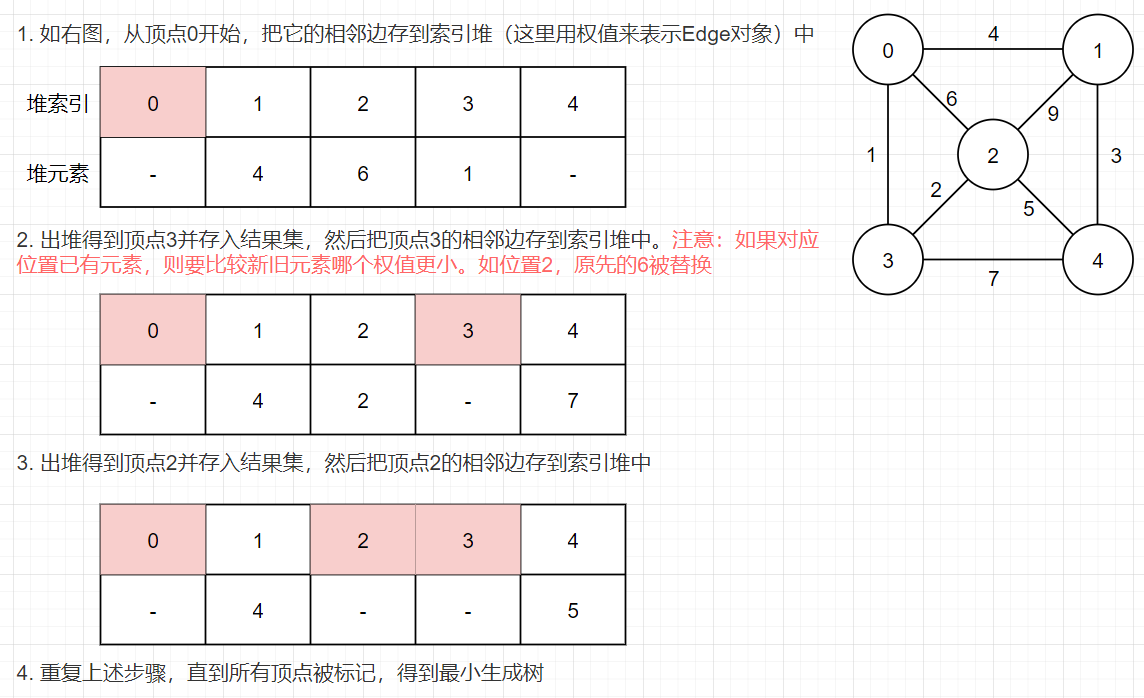 1. 如右图，从顶点0开始，把它的相邻边存到索引堆（这里用权值来表示Edge对象）中
堆索引 0 1 2 3 4
堆元素 - 4 6 1 -
2. 出堆得到顶点3并存入结果集，然后把顶点3的相邻边存到索引堆中。注意：如果对应
位置已有元素，则要比较新旧元素哪个权值更小。如位置2，原先的6被替换
0 1 2 3 4
- 4 2 - 7
3. 出堆得到顶点2并存入结果集，然后把顶点2的相邻边存到索引堆中
0 1 2 3 4
- 4 - - 5
4. 重复上述步骤，直到所有顶点被标记，得到最小生成树
4
0 1
6 9
1 2 3
2 5
3 4
7